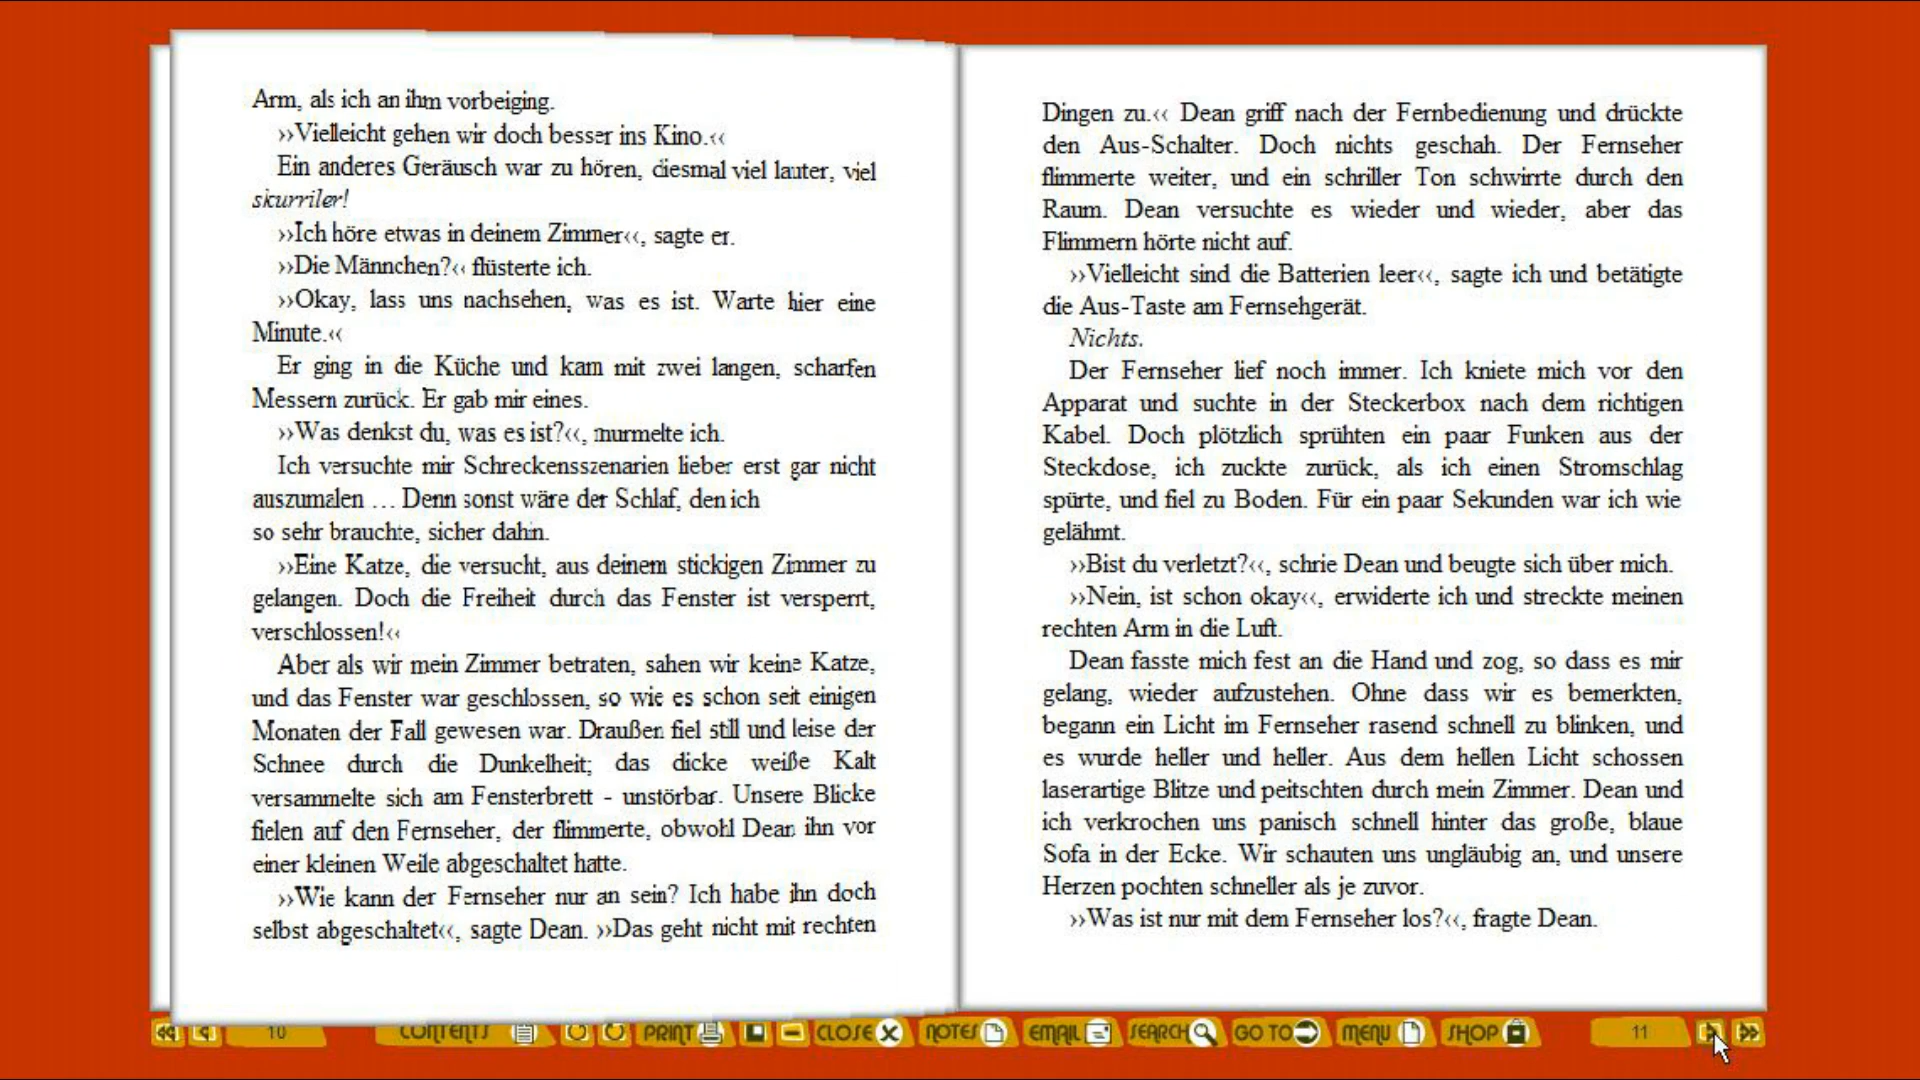 Arm, als ich an ihm vorbeiging.
››Vielleicht gehen wir doch besser ins Kino.‹‹
Ein anderes Geräusch war zu hören, diesmal viel lauter, viel
skurriler!
››Ich höre etwas in deinem Zimmer‹‹, sagte er.
››Die Männchen?‹‹ flüsterte ich.
››Okay, lass uns nachsehen, was es ist. Warte hier eine
Minute.‹‹
Er ging in die Küche und kam mit zwei langen, scharfen
Messern zurück. Er gab mir eines.
››Was denkst du, was es ist?‹‹, murmelte ich.
Ich versuchte mir Schreckensszenarien lieber erst gar nicht
auszumalen … Denn sonst wäre der Schlaf, den ich
so sehr brauchte, sicher dahin.
››Eine Katze, die versucht, aus deinem stickigen Zimmer zu
gelangen. Doch die Freiheit durch das Fenster ist versperrt,
verschlossen!‹‹
Aber als wir mein Zimmer betraten, sahen wir keine Katze,
und das Fenster war geschlossen, so wie es schon seit einigen
Monaten der Fall gewesen war. Draußen fiel still und leise der
Schnee durch die Dunkelheit; das dicke weiße Kalt
versammelte sich am Fensterbrett - unstörbar. Unsere Blicke
fielen auf den Fernseher, der flimmerte, obwohl Dean ihn vor
einer kleinen Weile abgeschaltet hatte.
››Wie kann der Fernseher nur an sein? Ich habe ihn doch
selbst abgeschaltet‹‹, sagte Dean. ››Das geht nicht mit rechten
Dingen zu.‹‹ Dean griff nach der Fernbedienung und drückte
den Aus-Schalter. Doch nichts geschah. Der Fernseher
flimmerte weiter, und ein schriller Ton schwirrte durch den
Raum. Dean versuchte es wieder und wieder, aber das
Flimmern hörte nicht auf.
››Vielleicht sind die Batterien leer‹‹, sagte ich und betätigte
die Aus-Taste am Fernsehgerät.
Nichts.
Der Fernseher lief noch immer. Ich kniete mich vor den
Apparat und suchte in der Steckerbox nach dem richtigen
Kabel. Doch plötzlich sprühten ein paar Funken aus der
Steckdose, ich zuckte zurück, als ich einen Stromschlag
spürte, und fiel zu Boden. Für ein paar Sekunden war ich wie
gelähmt.
››Bist du verletzt?‹‹, schrie Dean und beugte sich über mich.
››Nein, ist schon okay‹‹, erwiderte ich und streckte meinen
rechten Arm in die Luft.
Dean fasste mich fest an die Hand und zog, so dass es mir
gelang, wieder aufzustehen. Ohne dass wir es bemerkten,
begann ein Licht im Fernseher rasend schnell zu blinken, und
es wurde heller und heller. Aus dem hellen Licht schossen
laserartige Blitze und peitschten durch mein Zimmer. Dean und
ich verkrochen uns panisch schnell hinter das große, blaue
Sofa in der Ecke. Wir schauten uns ungläubig an, und unsere
Herzen pochten schneller als je zuvor.
››Was ist nur mit dem Fernseher los?‹‹, fragte Dean.
10 CONTENTS PRINT CLOSE NOTES EMAIL SEARCH GO TO MENU SHOP 11